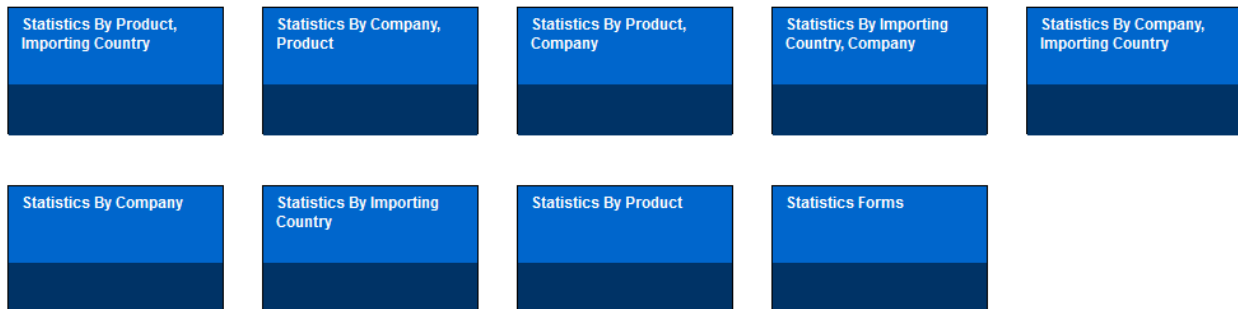 Statistics By Product,
Importing Country
Statistics By Company,
Product
Statistics By Product,
Company
Statistics By Importing
Country, Company
Statistics By Company,
Importing Country
Statistics By Company
Statistics By Importing
Country
Statistics By Product
Statistics Forms